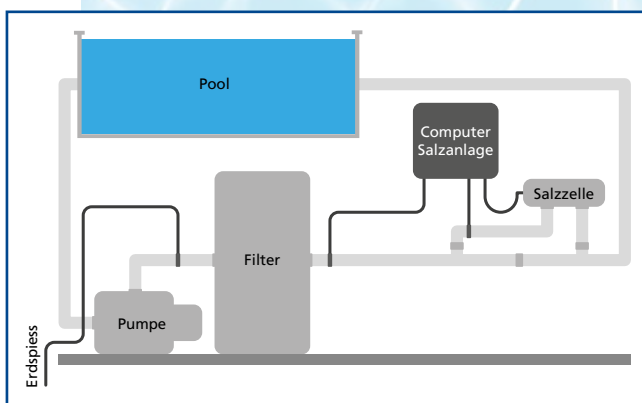 Pool
Computer
Salzanlage
Salzzelle
Filter
Pumpe
Erdspiess